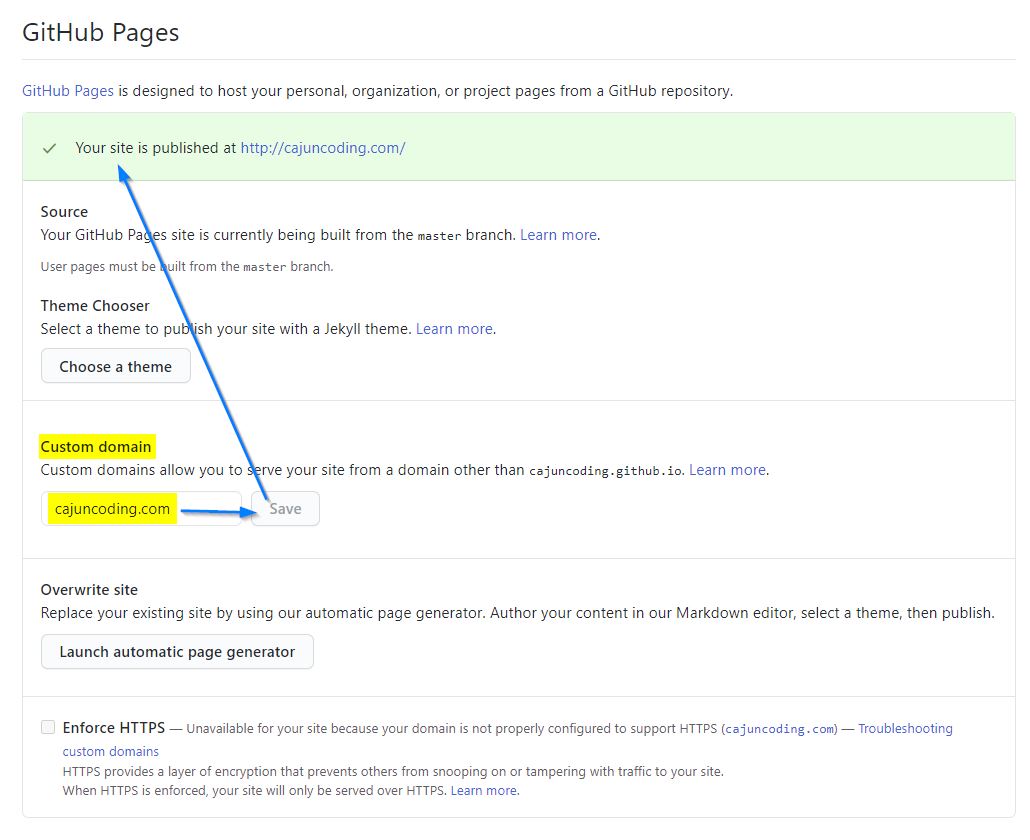 GitHub Pages
GitHub Pages is designed to host your personal, organization, or project pages from a GitHub repository.
Your site is published at http://cajuncoding.com/
Source
Your GitHub Pages site is currently being built from the master branch. Learn more.
User pages must be built from the master branch.
Theme Chooser
Select a theme to publish your site with a Jekyll theme. Learn more.
Choose a theme
Custom domain
Custom domains allow you to serve your site from a domain other than cajuncoding.github.io. Learn more.
cajuncoding.com Save
Overwrite site
Replace your existing site by using our automatic page generator. Author your content in our Markdown editor, select a theme, then publish.
Launch automatic page generator
Enforce HTTPS — Unavailable for your site because your domain is not properly configured to support HTTPS (cajuncoding.com) — Troubleshooting
custom domains
HTTPS provides a layer of encryption that prevents others from snooping on or tampering with traffic to your site.
When HTTPS is enforced, your site will only be served over HTTPS. Learn more.